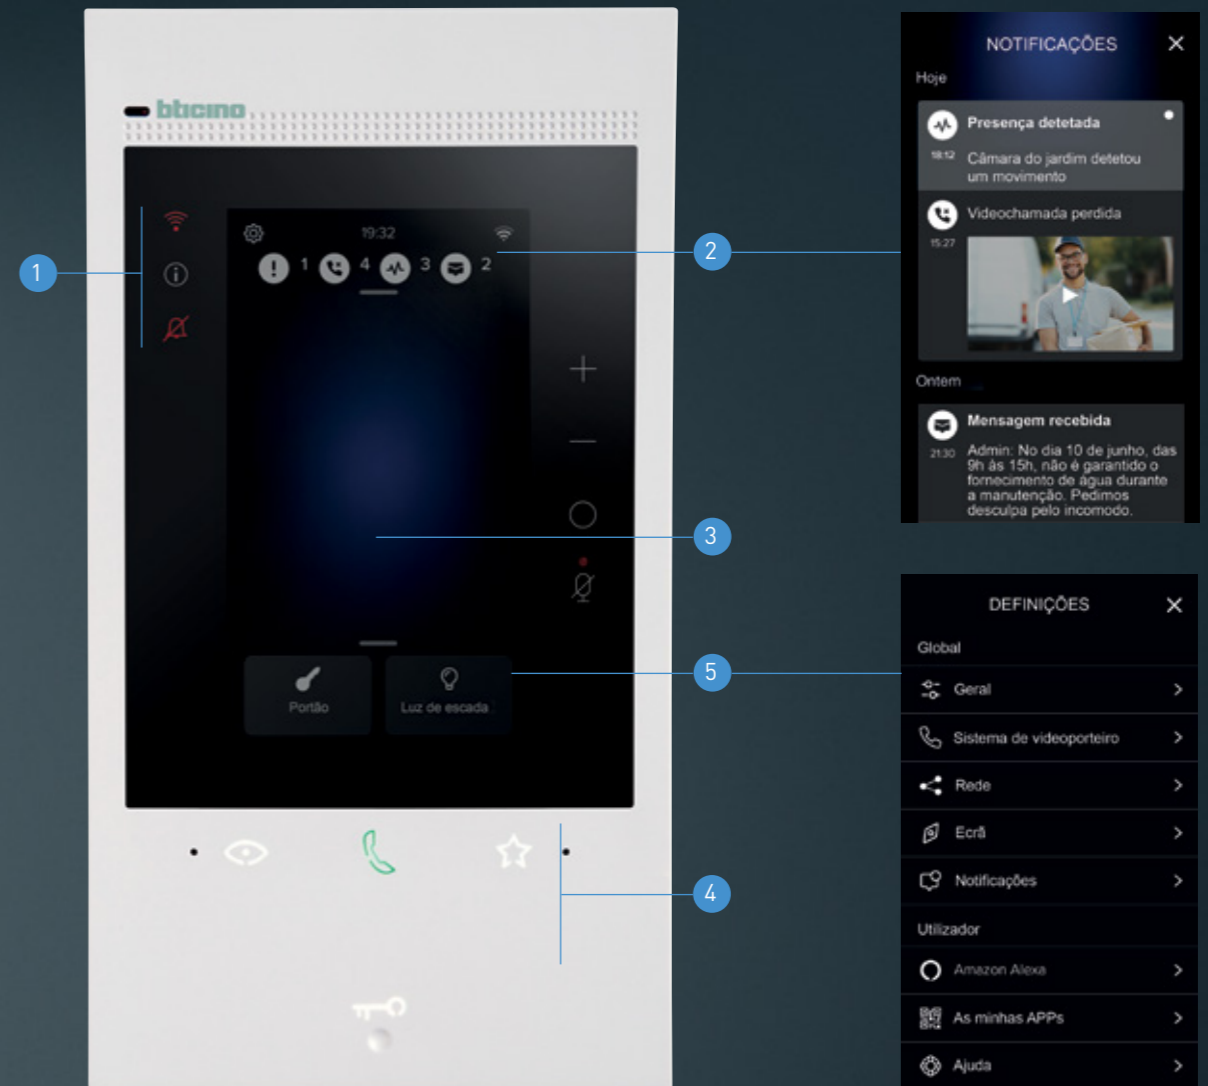 bticino
1
19:32
1 4 3 2
2
3
Portão
Luz de escada
5
4
NOTIFICAÇÕES
Hoje
Presença detetada
18:12
Câmara do jardim detetou
um movimento
Videochamada perdida
15:27
Ontem
Mensagem recebida
21:30
Admin: No dia 10 de junho, das
9h às 15h, não é garantido o
fornecimento de água durante
a manutenção. Pedimos
desculpa pelo incomodo.
DEFINIÇÕES
Global
Geral
Sistema de videoporteiro
Rede
Ecrã
Notificações
Utilizador
Amazon Alexa
As minhas APPs
Ajuda